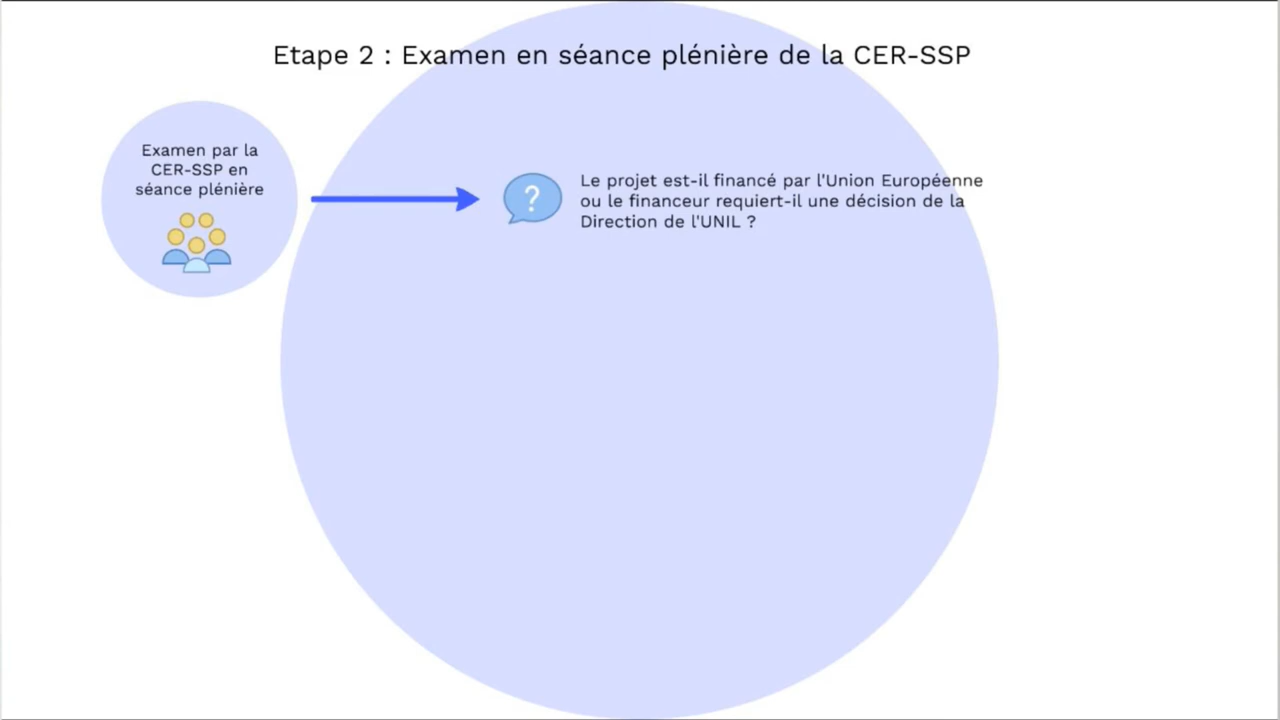 Etape 2 : Examen en séance plénière de la CER-SSP
Examen par la
CER-SSP en
séance plénière
?
Le projet est-il financé par l'Union Européenne
ou le financeur requiert-il une décision de la
Direction de l'UNIL ?